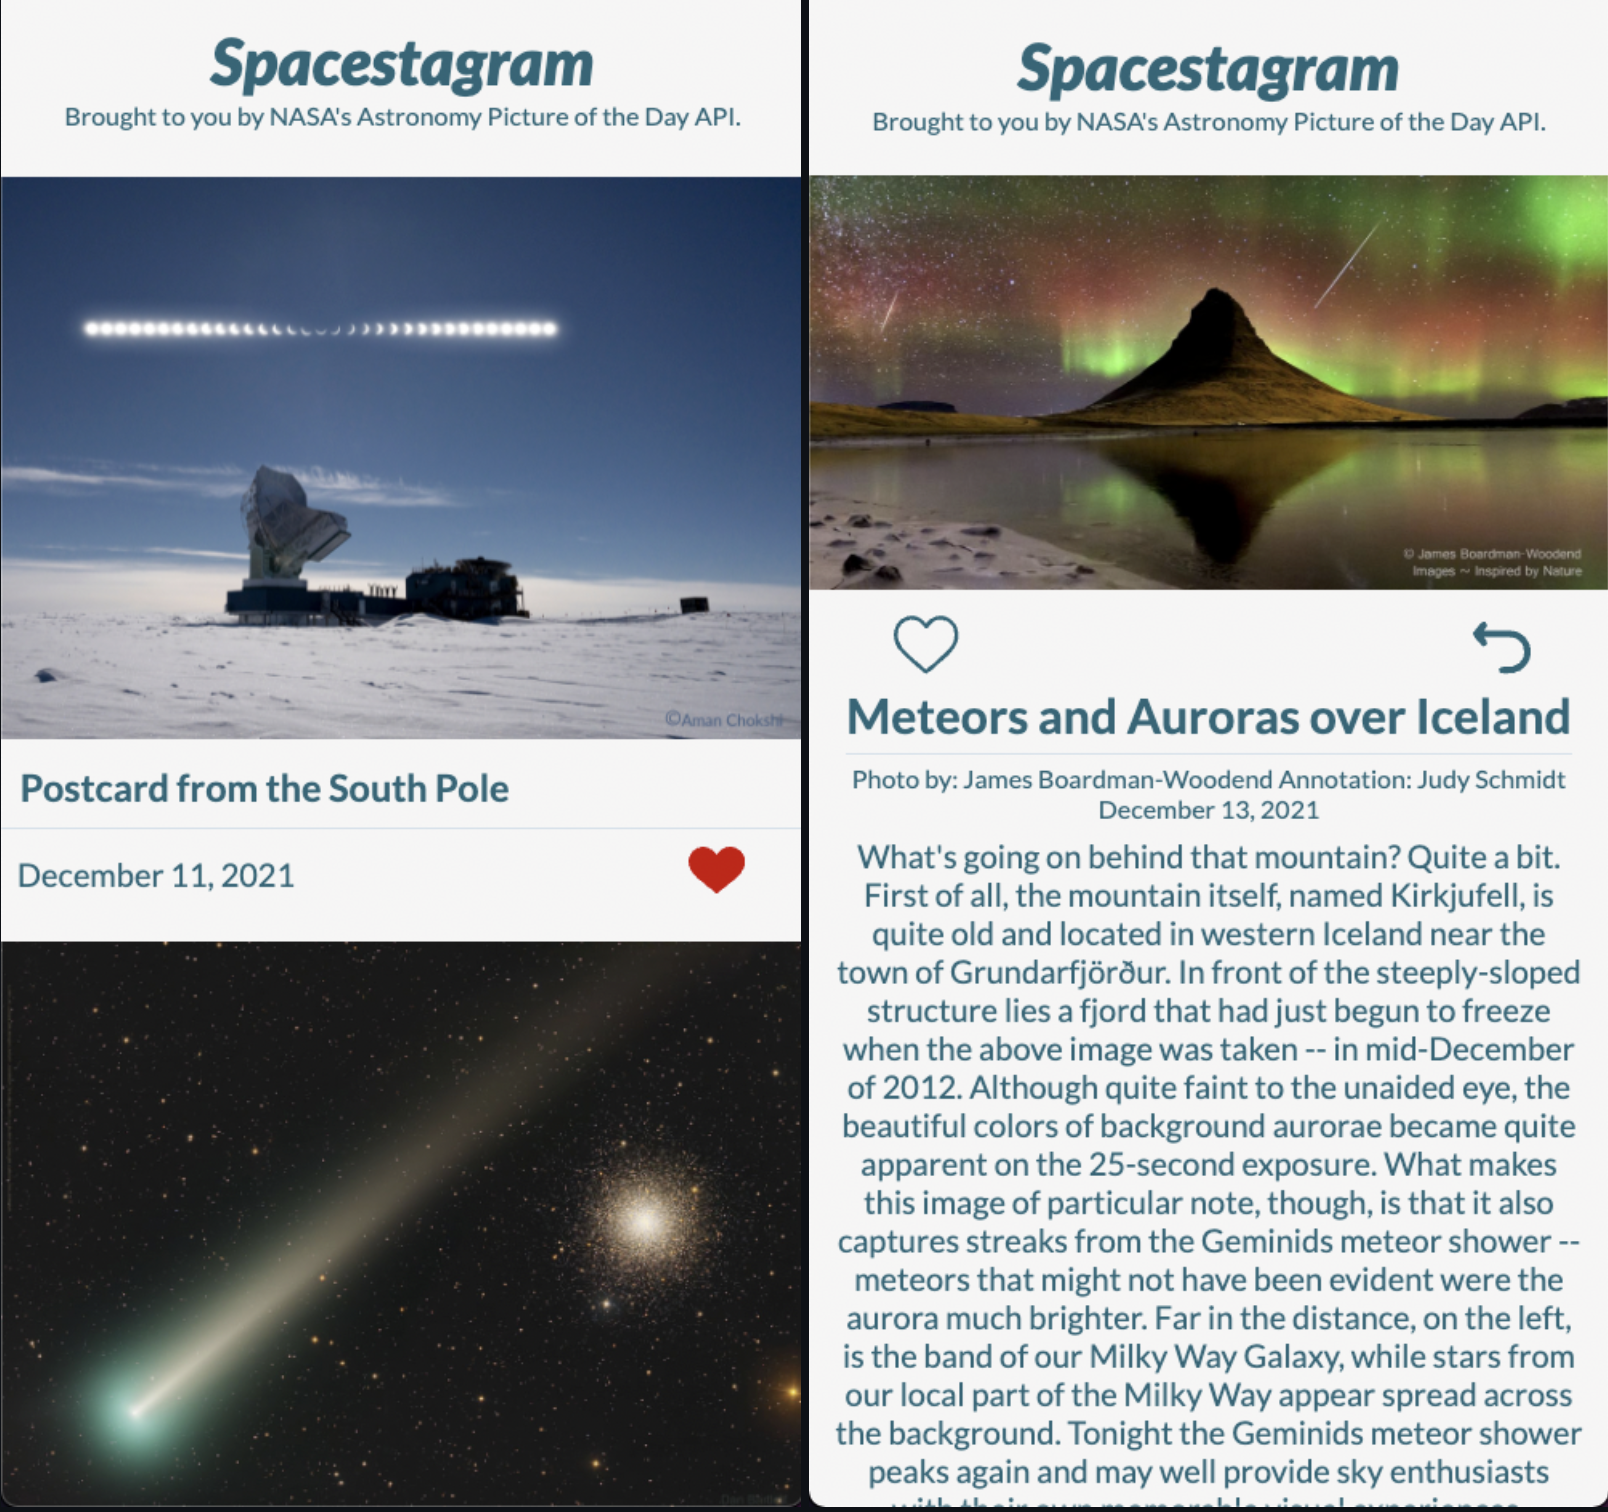 Spacestagram
Brought to you by NASA's Astronomy Picture of the Day API.
©Aman Chokshi
Postcard from the South Pole
December 11, 2021
Spacestagram
Brought to you by NASA's Astronomy Picture of the Day API.
© James Boardman-Woodend
Images ~ Inspired by Nature
Meteors and Auroras over Iceland
Photo by: James Boardman-Woodend Annotation: Judy Schmidt
December 13, 2021
What's going on behind that mountain? Quite a bit.
First of all, the mountain itself, named Kirkjufell, is
quite old and located in western Iceland near the
town of Grundarfjörður. In front of the steeply-sloped
structure lies a fjord that had just begun to freeze
when the above image was taken -- in mid-December
of 2012. Although quite faint to the unaided eye, the
beautiful colors of background aurorae became quite
apparent on the 25-second exposure. What makes
this image of particular note, though, is that it also
captures streaks from the Geminids meteor shower --
meteors that might not have been evident were the
aurora much brighter. Far in the distance, on the left,
is the band of our Milky Way Galaxy, while stars from
our local part of the Milky Way appear spread across
the background. Tonight the Geminids meteor shower
peaks again and may well provide sky enthusiasts